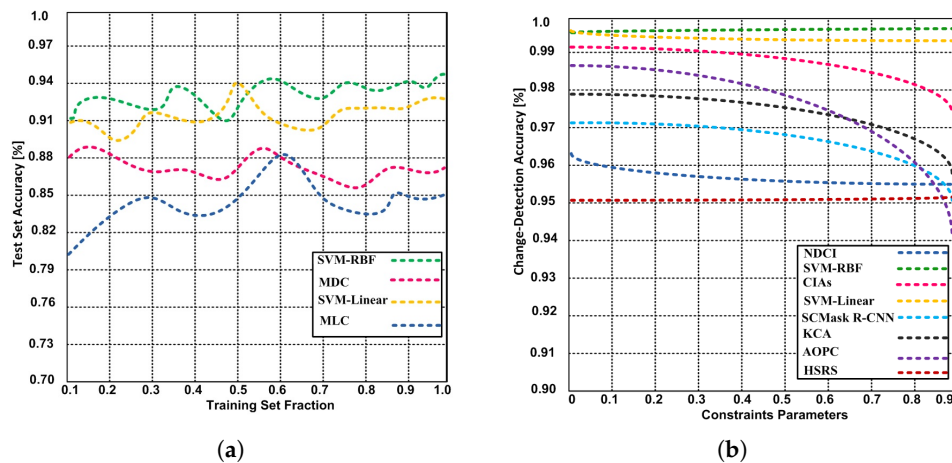 1.0
0.97
0.94
0.91
0.88
0.85
0.82
0.79
0.76
0.70
Test Set Accuracy [%]
0.1 0.2 0.3 0.4 0.5 0.6 0.7 0.8 0.9 1.0
Training Set Fraction
SVM-RBF
MDC
SVM-Linear
MLC
(a)
1.0
0.99
0.98
0.97
0.96
0.95
0.94
0.93
0.92
0.91
0.90
Change-Detection Accuracy [%]
0 0.1 0.2 0.3 0.4 0.5 0.6 0.7 0.8 0.9
Constraints Parameters
NDCI
SVM-RBF
CIAs
SVM-Linear
SCMask R-CNN
KCA
AOPC
HSRS
(b)